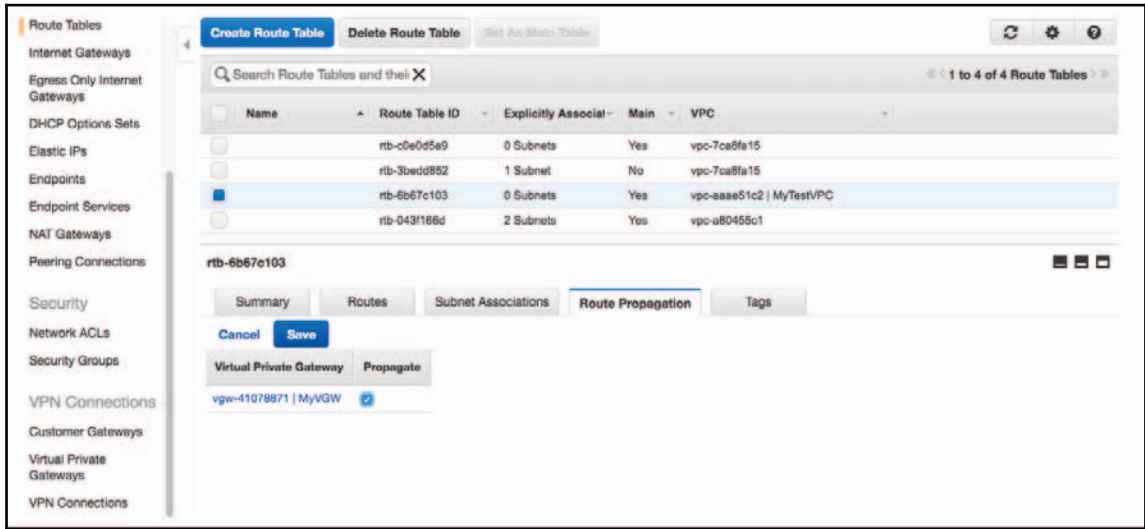 Route Tables
Internet Gateways
Egress Only Internet
Gateways
DHCP Options Sets
Elastic IPs
Endpoints
Endpoint Services
NAT Gateways
Peering Connections
Security
Network ACLs
Security Groups
VPN Connections
Customer Gateways
Virtual Private
Gateways
VPN Connections
Create Route Table Delete Route Table Set As Main Table
Search Route Tables and thei X
1 to 4 of 4 Route Tables
Name Route Table ID Explicitly Associat Main VPC
rtb-c0e0d5a9 0 Subnets Yes vpc-7ca8fa15
rtb-3bedd852 1 Subnet No vpc-7ca8fa15
rtb-6b67c103 0 Subnets Yes vpc-aaae51c2 | MyTestVPC
rtb-043f166d 2 Subnets Yes vpc-a80455c1
rtb-6b67c103
Summary Routes Subnet Associations Route Propagation Tags
Cancel Save
Virtual Private Gateway Propagate
vgw-41078871 | MyVGW